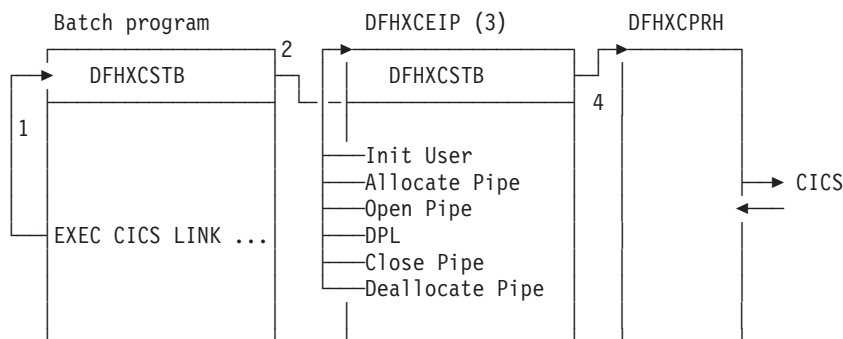 Batch program
DFHXCEIP (3)
DFHXCPRH
2
DFHXCSTB
DFHXCSTB
4
1
Init User
Allocate Pipe
CICS
Open Pipe
EXEC CICS LINK ...
DPL
Close Pipe
Deallocate Pipe